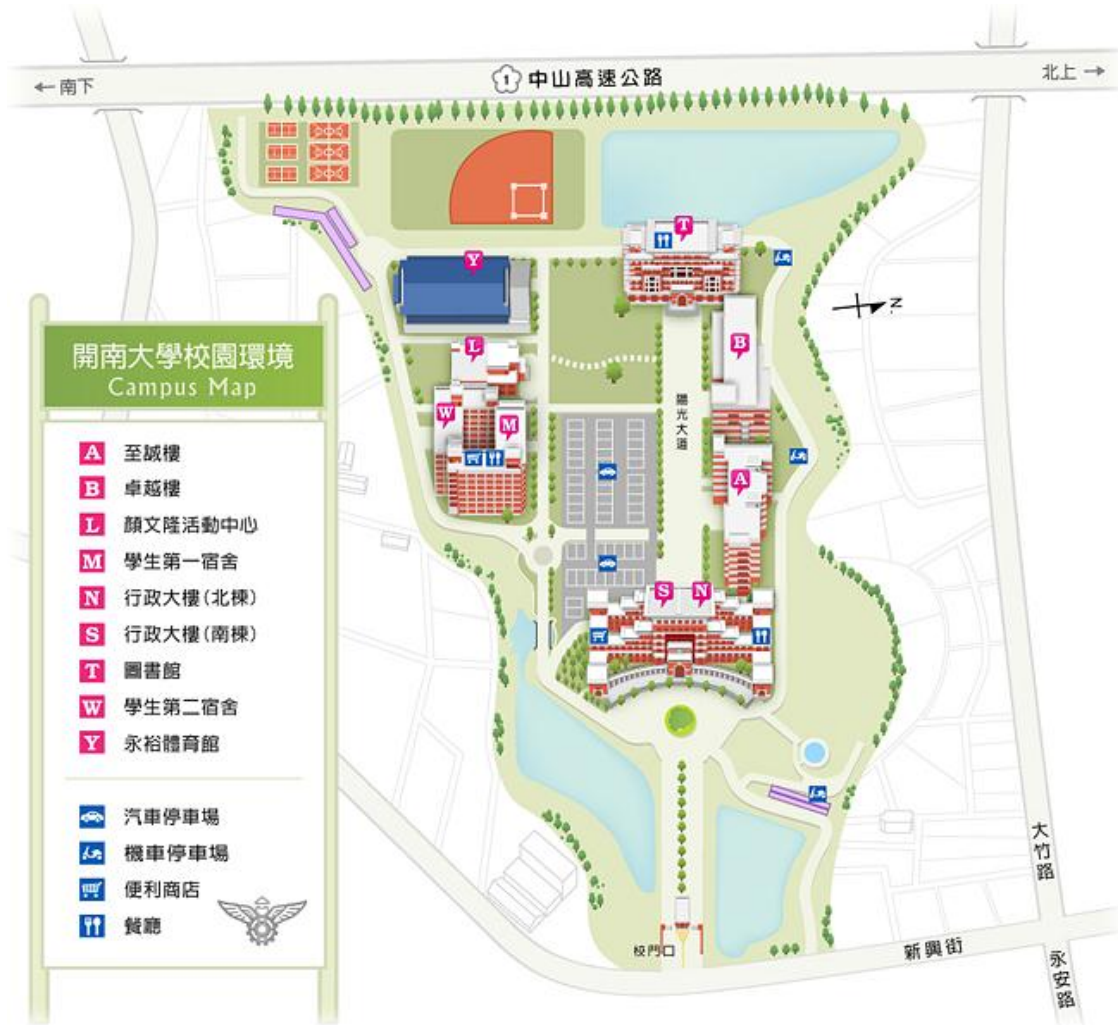 1 中山高速公路
←南下
北上→
N.
開南大學校園環境
Campus Map
A 至誠樓
B 卓越樓
L 顏文隆活動中心
M 學生第一宿舍
N 行政大樓(北棟)
S 行政大樓(南棟)
T 圖書館
W 學生第二宿舍
Y 永裕體育館
汽車停車場
機車停車場
便利商店
餐廳
T
Y
B
L
W
M
A
S
N
陽光大道
校門口
新興街
大竹路
永安路